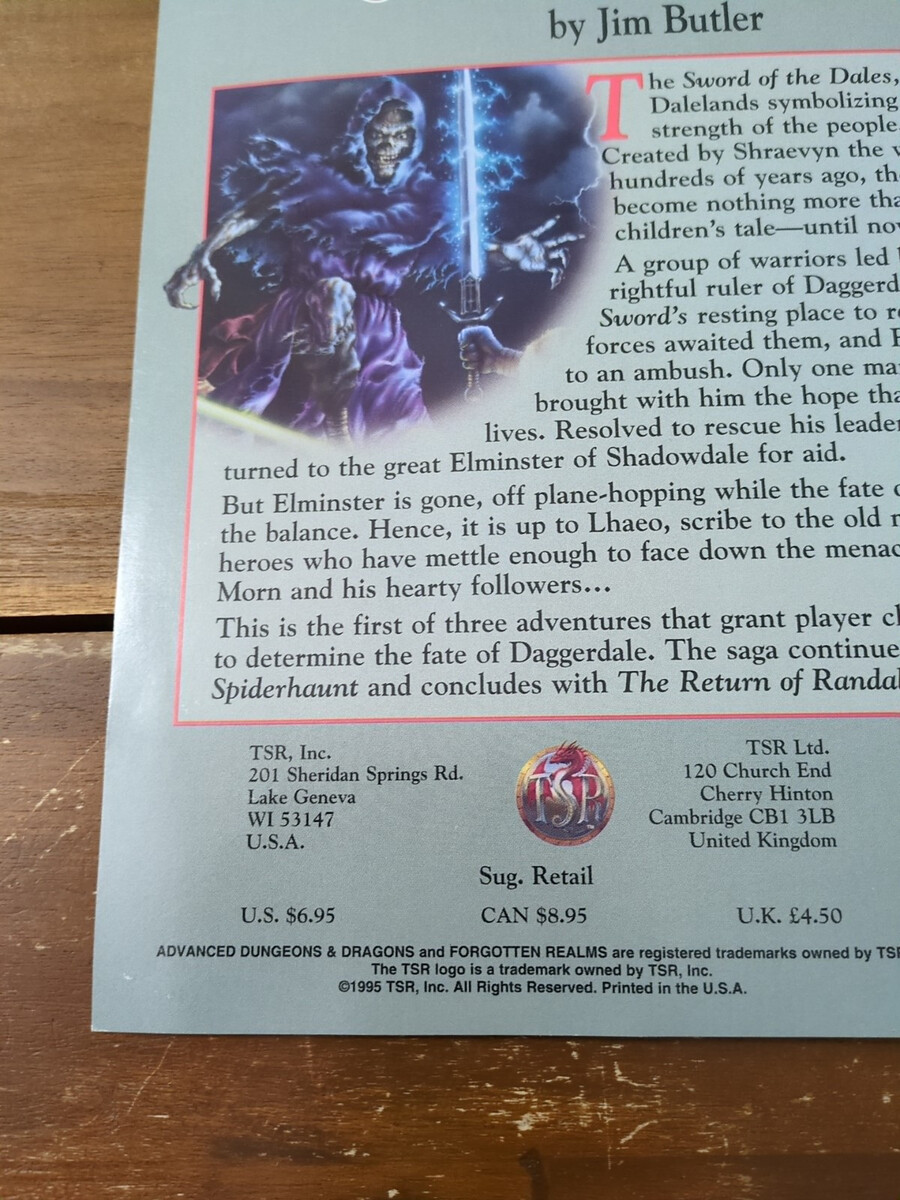 by Jim Butler
The Sword of the Dales,
Dalelands symbolizing
strength of the people.
Created by Shraevyn the
hundreds of years ago, the
become nothing more tha
children's tale—until nov
A group of warriors led
rightful ruler of Daggerd
Sword's resting place to re
forces awaited them, and
to an ambush. Only one ma
brought with him the hope tha
lives. Resolved to rescue his leader
turned to the great Elminster of Shadowdale for aid.
But Elminster is gone, off plane-hopping while the fate o
the balance. Hence, it is up to Lhaeo, scribe to the old
heroes who have mettle enough to face down the menac
Morn and his hearty followers...
This is the first of three adventures that grant player cl
to determine the fate of Daggerdale. The saga continue
Spiderhaunt and concludes with The Return of Randal
TSR, Inc.
201 Sheridan Springs Rd.
Lake Geneva
WI 53147
U.S.A.
TSR
TSR Ltd.
120 Church End
Cherry Hinton
Cambridge CB1 3LB
United Kingdom
Sug. Retail
U.S. $6.95 CAN $8.95 U.K. £4.50
ADVANCED DUNGEONS & DRAGONS and FORGOTTEN REALMS are registered trademarks owned by TSR
The TSR logo is a trademark owned by TSR, Inc.
©1995 TSR, Inc. All Rights Reserved. Printed in the U.S.A.